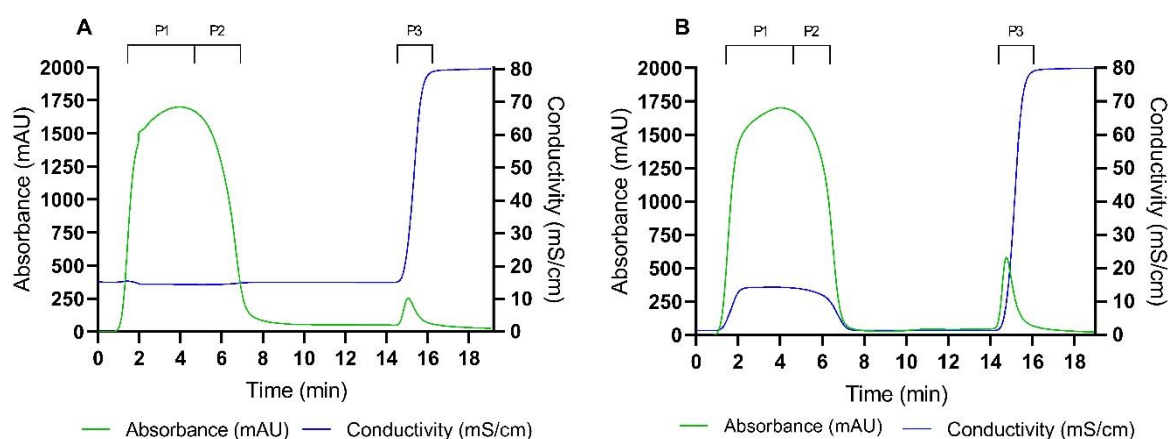 A
P1 P2 P3
2000
1750
1500
1250
1000
750
500
250
0
Absorbance (mAU)
80
70
60
50
40
30
20
10
0
Conductivity (mS/cm)
0 2 4 6 8 10 12 14 16 18
Time (min)
Absorbance (mAU) Conductivity (mS/cm)
B
P1 P2 P3
2000
1750
1500
1250
1000
750
500
250
0
Absorbance (mAU)
80
70
60
50
40
30
20
10
0
Conductivity (mS/cm)
0 2 4 6 8 10 12 14 16 18
Time (min)
Absorbance (mAU) Conductivity (mS/cm)